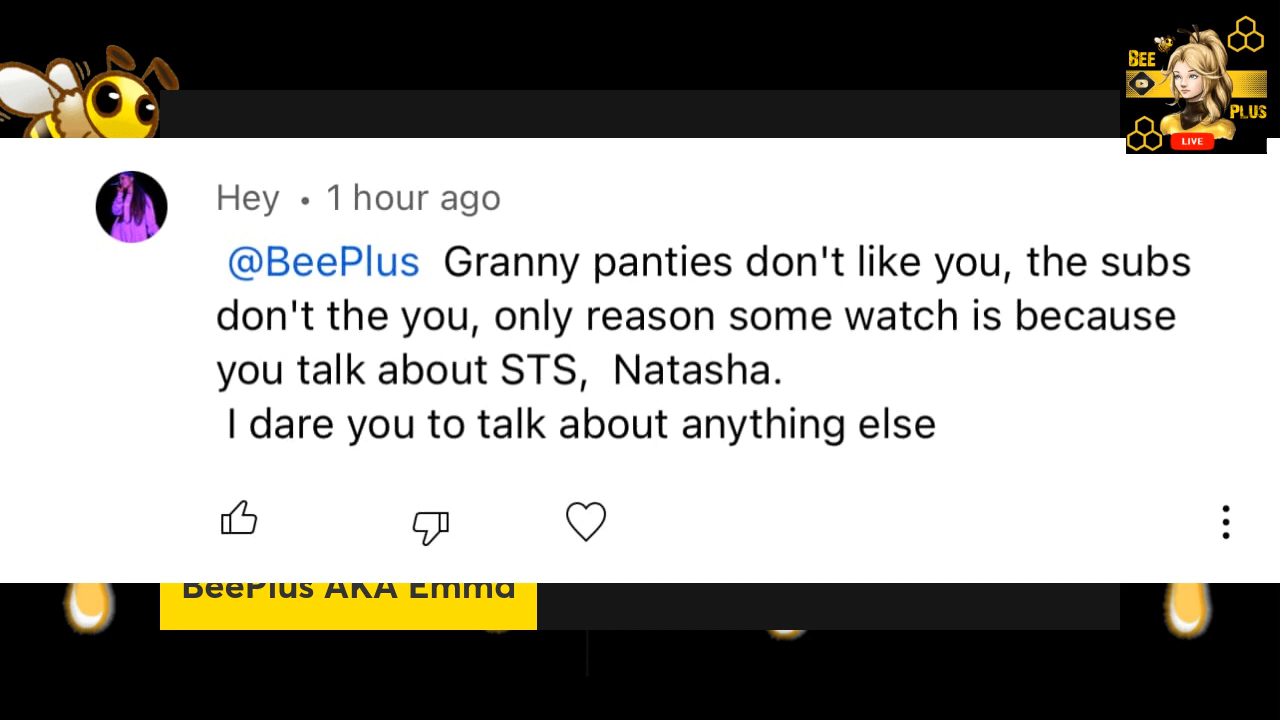 BEE
PLUS
LIVE
Hey • 1 hour ago
@BeePlus Granny panties don't like you, the subs
don't the you, only reason some watch is because
you talk about STS, Natasha.
I dare you to talk about anything else
BeePlus AKA Emma